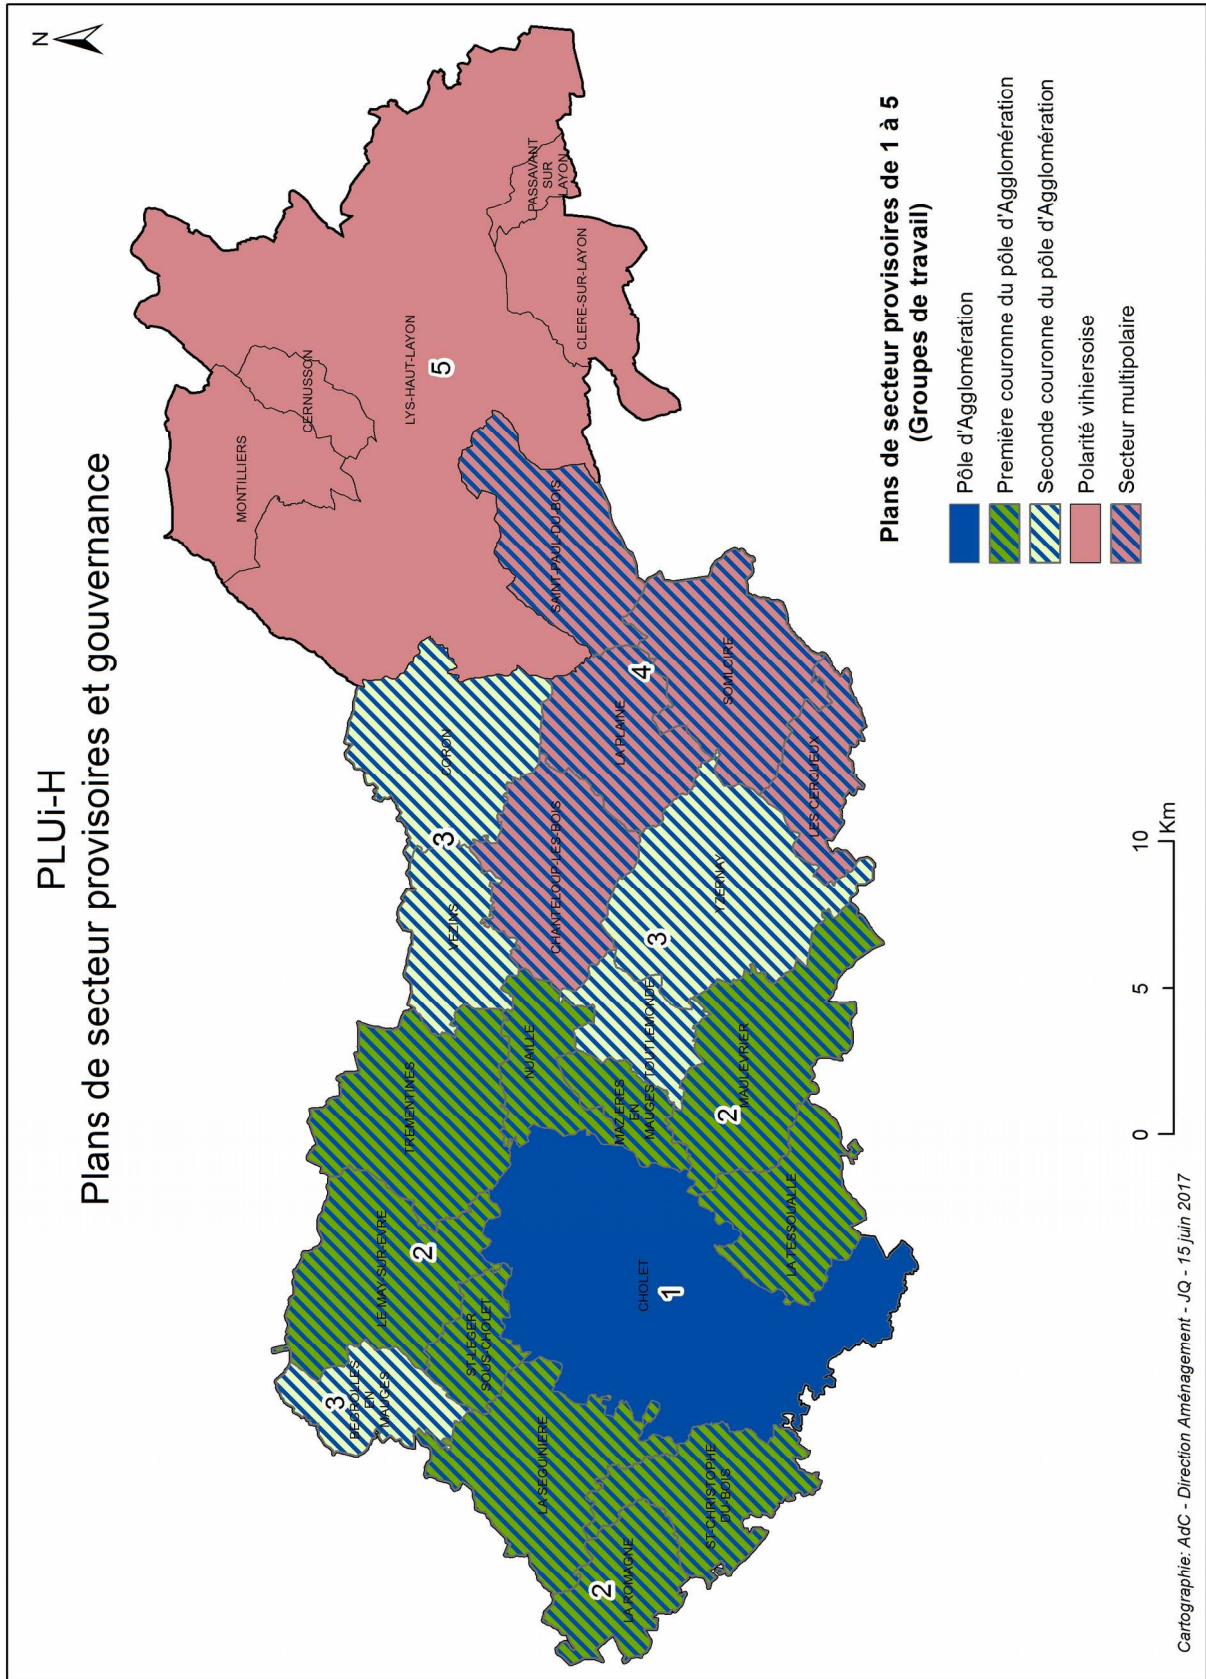 PLUi-H
Plans de secteur provisoires et gouvernance
N
MONTILLIERS
CERNUSSON
LYS-HAUT-LAYON
5
PASSAVANT
SUR
LAYON
CLERE-SUR-LAYON
SAINT-PAUL-DU-BOIS
CORON
3
VEZINS
LA PLAINE
4
SOMLOIRE
CHANTELOUP-LES-BOIS
LES CERQUEUX
YZERNAY
3
TOUTLEMONDE
TREMENTINES
NUAILLE
MAZIERES
EN
MAUGES
MAULEVRIER
2
LE MAY-SUR-EVRE
2
BEGROLLES
EN
MAUGES
3
ST-LEGER
SOUS-CHOLET
CHOLET
1
LA TESSOUALLE
LA SEGUINIERE
ST-CHRISTOPHE
DU-BOIS
LA ROMAGNE
2
Plans de secteur provisoires de 1 à 5
(Groupes de travail)
Pôle d'Agglomération
Première couronne du pôle d'Agglomération
Seconde couronne du pôle d'Agglomération
Polarité vihiersoise
Secteur multipolaire
0 5 10
Km
Cartographie: AdC - Direction Aménagement - JQ - 15 juin 2017